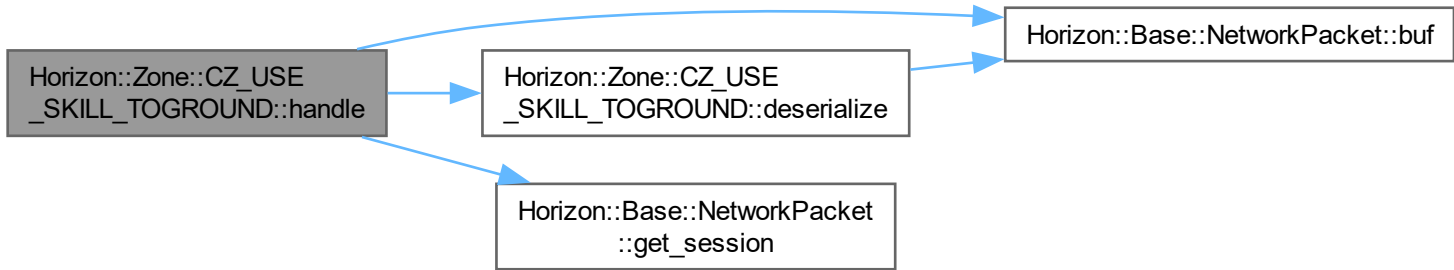 Horizon::Zone::CZ_USE
_SKILL_TOGROUND::handle
Horizon::Zone::CZ_USE
_SKILL_TOGROUND::deserialize
Horizon::Base::NetworkPacket::buf
Horizon::Base::NetworkPacket
::get_session